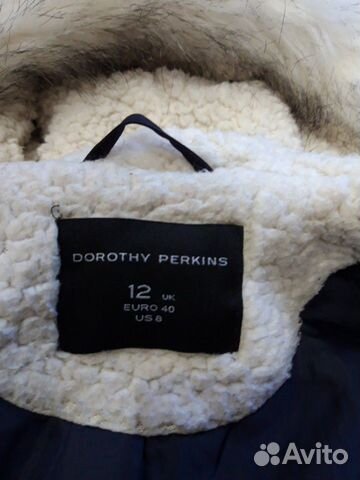 DOROTHY PERKINS
12 UK
EURO 40
US 8
Avito